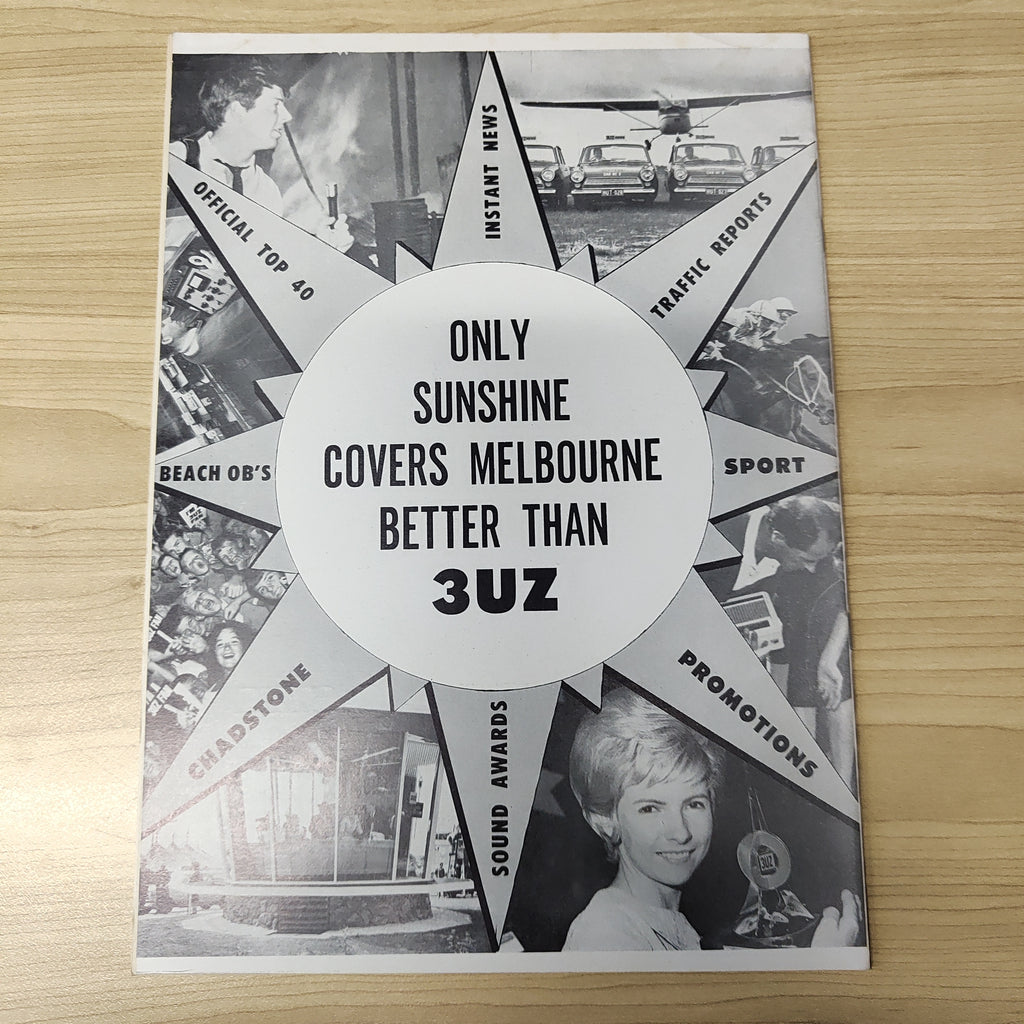 INSTANT NEWS
OFFICIAL TOP 40
TRAFFIC REPORTS
ONLY
SUNSHINE
COVERS MELBOURNE
BETTER THAN
3UZ
BEACH OB'S
SPORT
CHADSTONE
PROMOTIONS
SOUND AWARDS
3UZ